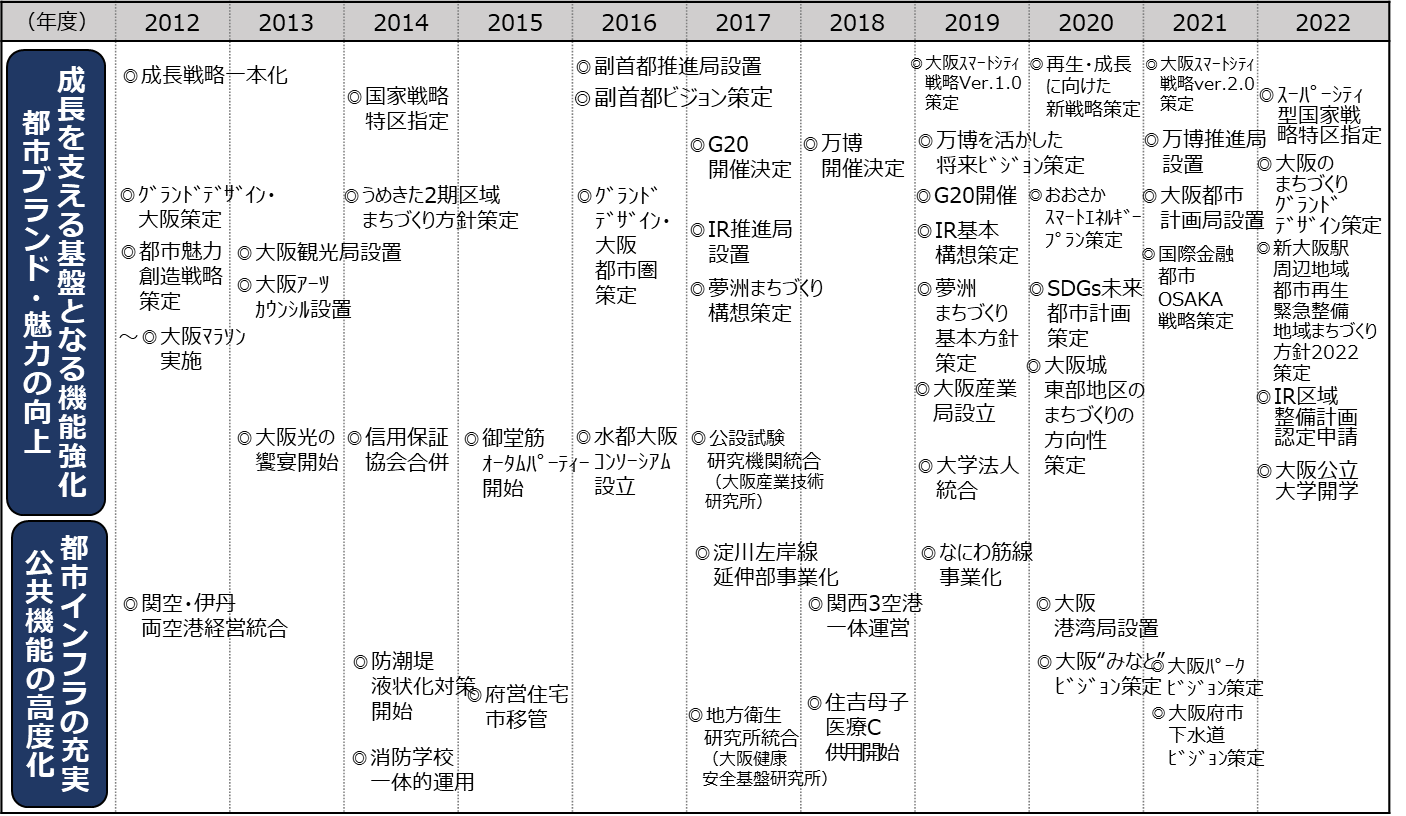 （年度）
2012
2013
2014
2015
2016
2017
2018
2019
2020
2021
2022
成長を支える基盤となる機能強化
都市ブランド・魅力の向上
◎成長戦略一本化
◎ｸﾞﾗﾝﾄﾞﾃﾞｻﾞｲﾝ・
大阪策定
◎都市魅力
創造戦略
策定
～◎大阪ﾏﾗｿﾝ
実施
◎大阪観光局設置
◎大阪ｱｰﾂ
ｶｳﾝｼﾙ設置
◎大阪光の
饗宴開始
◎国家戦略
特区指定
◎うめきた2期区域
まちづくり方針策定
◎信用保証
協会合併
◎御堂筋
ｵｰﾀﾑﾊﾟｰﾃｨｰ
開始
◎副首都推進局設置
◎副首都ビジョン策定
◎ｸﾞﾗﾝﾄﾞ
ﾃﾞｻﾞｲﾝ・
大阪
都市圏
策定
◎水都大阪
ｺﾝｿｰｼｱﾑ
設立
◎G20
開催決定
◎IR推進局
設置
◎夢洲まちづくり
構想策定
◎公設試験
研究機関統合
（大阪産業技術
研究所）
◎万博
開催決定
◎大阪ｽﾏｰﾄｼﾃｨ
戦略Ver.1.0
策定
◎万博を活かした
将来ﾋﾞｼﾞｮﾝ策定
◎G20開催
◎IR基本
構想策定
◎夢洲
まちづくり
基本方針
策定
◎大阪産業
局設立
◎大学法人
統合
◎再生・成長
に向けた
新戦略策定
◎おおさか
ｽﾏｰﾄｴﾈﾙｷﾞｰ
ﾌﾟﾗﾝ策定
◎SDGs未来
都市計画
策定
◎大阪城
東部地区の
まちづくりの
方向性
策定
◎大阪ｽﾏｰﾄｼﾃｨ
戦略ver.2.0
策定
◎万博推進局
設置
◎大阪都市
計画局設置
◎国際金融
都市
OSAKA
戦略策定
◎ｽｰﾊﾟｰｼﾃｨ
型国家戦
略特区指定
◎大阪の
まちづくり
ｸﾞﾗﾝﾄﾞ
ﾃﾞｻﾞｲﾝ策定
◎新大阪駅
周辺地域
都市再生
緊急整備
地域まちづくり
方針2022
策定
◎IR区域
整備計画
認定申請
◎大阪公立
大学開学
都市インフラの充実
公共機能の高度化
◎関空・伊丹
両空港経営統合
◎防潮堤
液状化対策
開始
◎消防学校
一体的運用
◎府営住宅
市移管
◎淀川左岸線
延伸部事業化
◎地方衛生
研究所統合
（大阪健康
安全基盤研究所）
◎関西3空港
一体運営
◎住吉母子
医療C
供用開始
◎なにわ筋線
事業化
◎大阪
港湾局設置
◎大阪“みなと”
ﾋﾞｼﾞｮﾝ策定
◎大阪ﾊﾟｰｸ
ﾋﾞｼﾞｮﾝ策定
◎大阪府市
下水道
ﾋﾞｼﾞｮﾝ策定